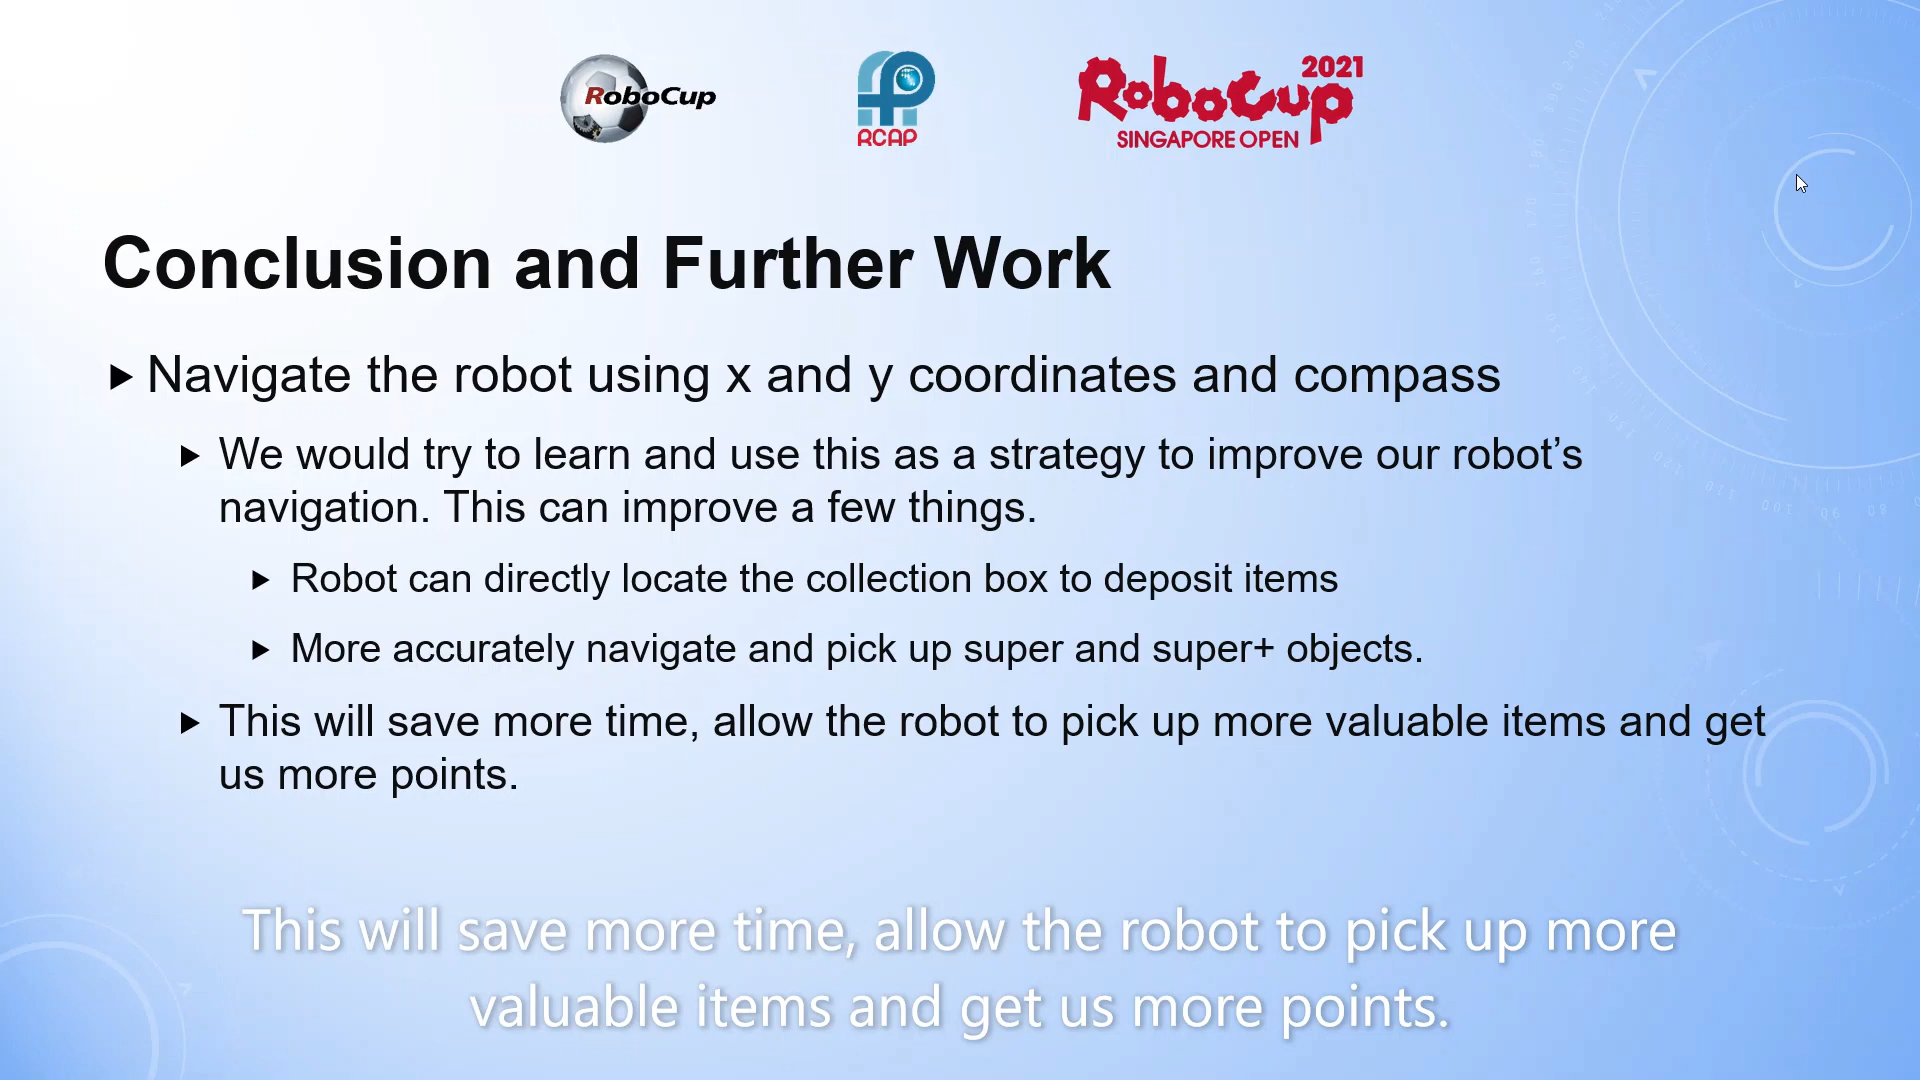 RoboCup
RCAP
RoboCup 2021
SINGAPORE OPEN
Conclusion and Further Work
Navigate the robot using x and y coordinates and compass
We would try to learn and use this as a strategy to improve our robot’s
navigation. This can improve a few things.
Robot can directly locate the collection box to deposit items
More accurately navigate and pick up super and super+ objects.
This will save more time, allow the robot to pick up more valuable items and get
us more points.
This will save more time, allow the robot to pick up more
valuable items and get us more points.